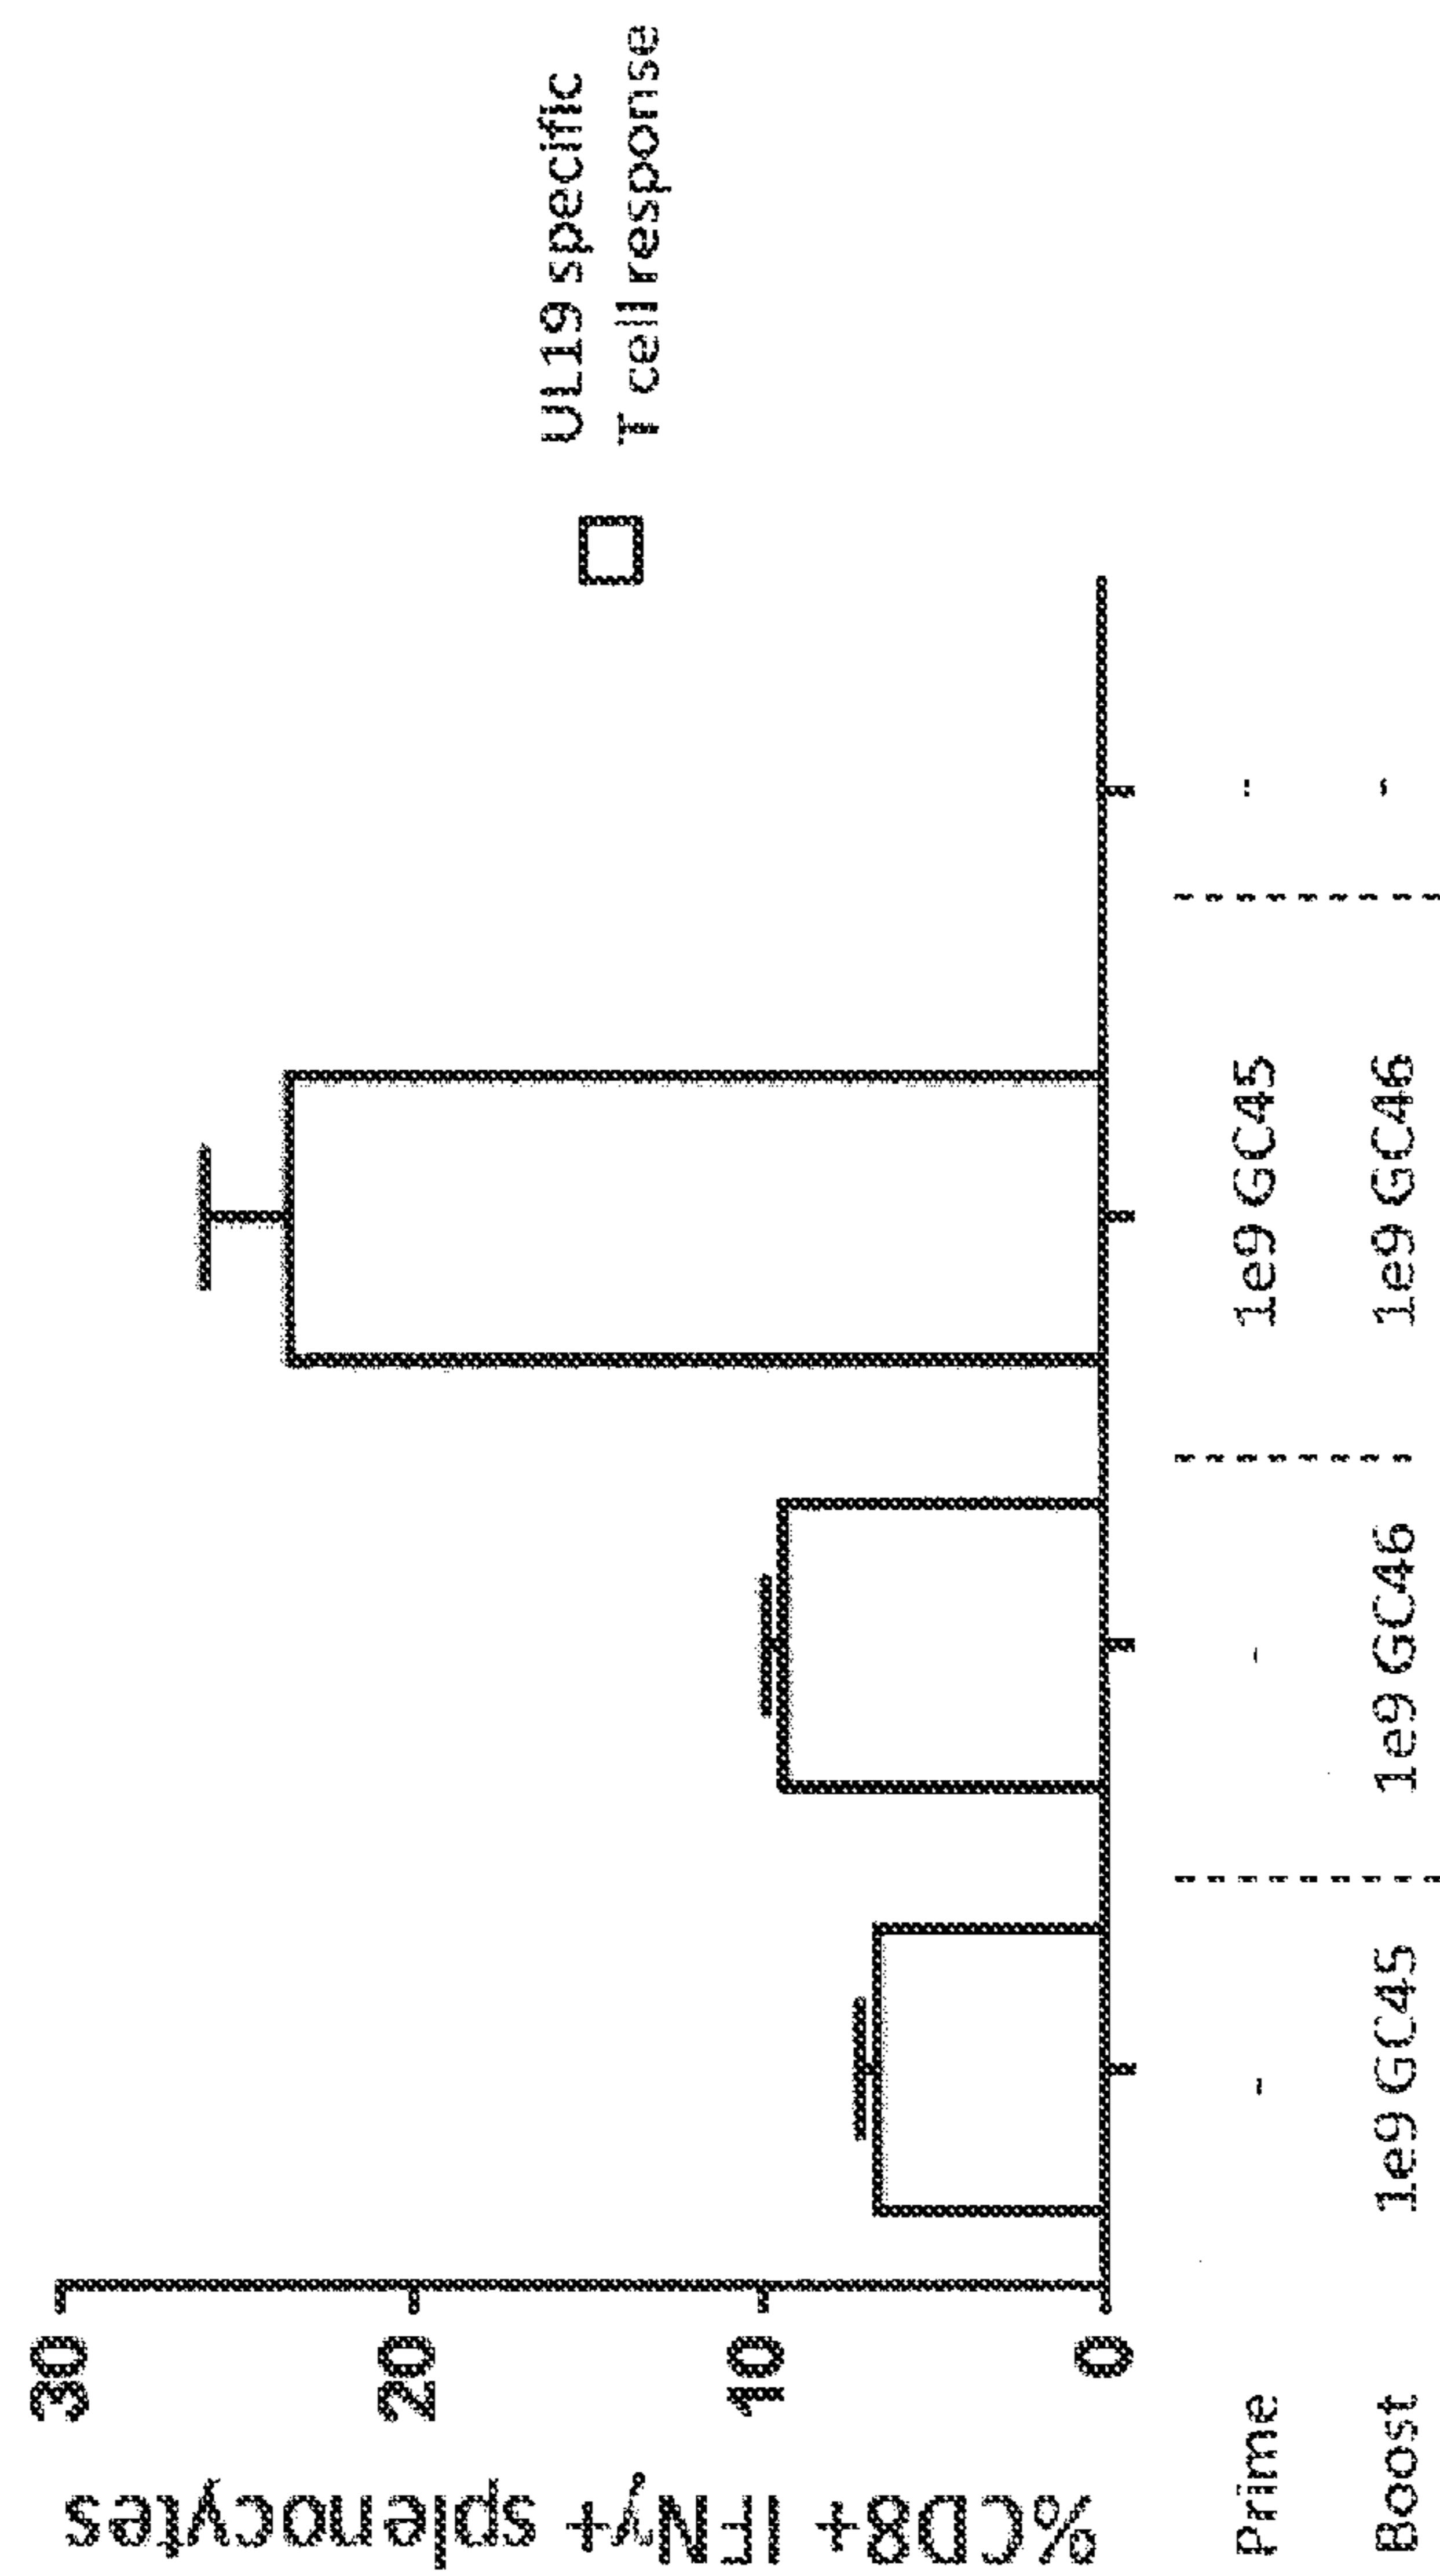 %CD8+ IFNγ+ splenocytes
30
20
10
0
UL19 specific
T cell response
Prime - - 1e9 GC45 -
Boost 1e9 GC45 1e9 GC46 1e9 GC46 -